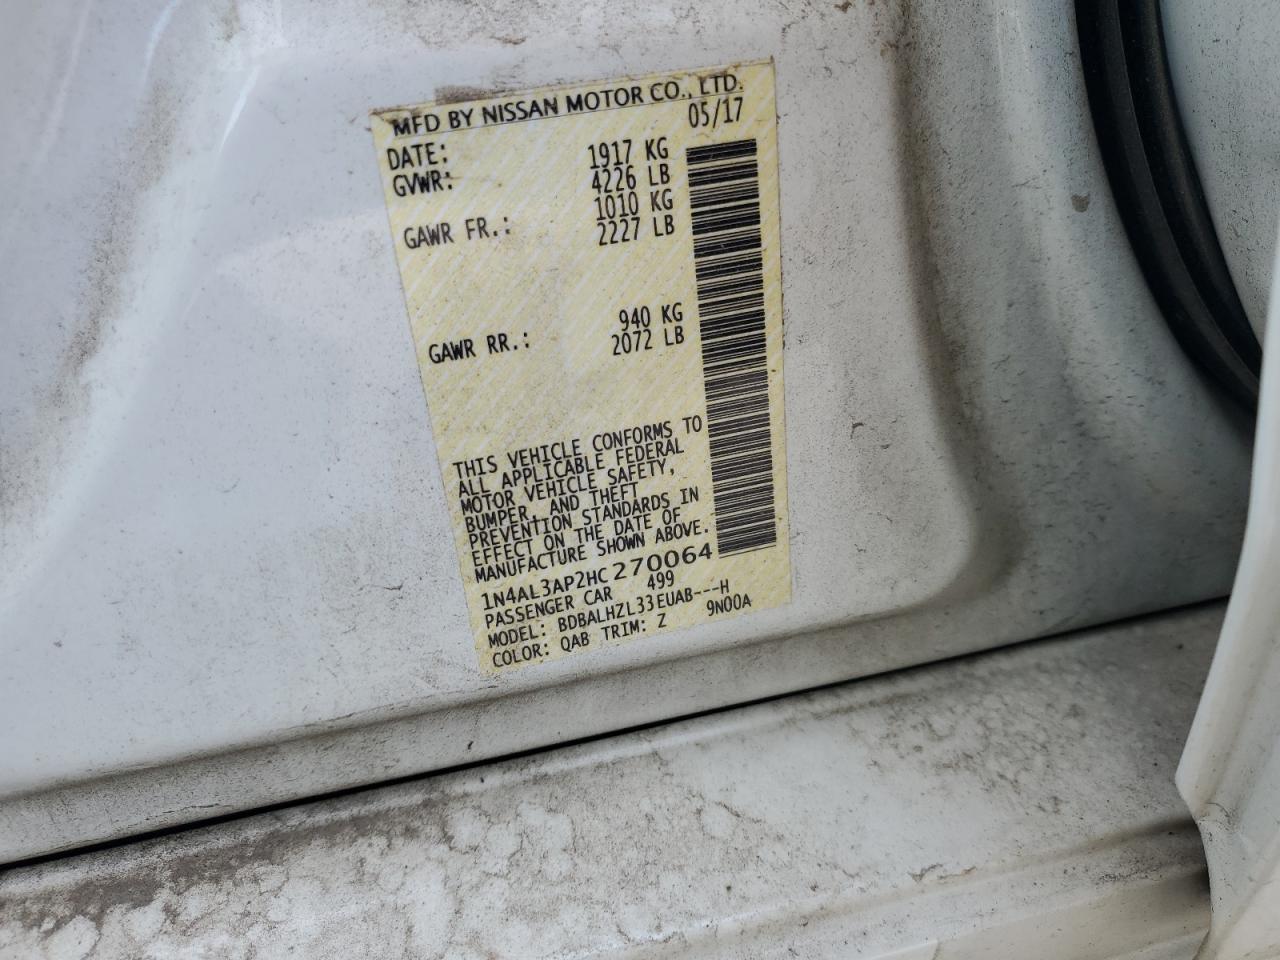 MFD BY NISSAN MOTOR CO., LTD.
DATE: 05/17
GVWR: 1917 KG
4226 LB
GAWR FR.: 1010 KG
2227 LB
GAWR RR.: 940 KG
2072 LB
THIS VEHICLE CONFORMS TO
ALL APPLICABLE FEDERAL
MOTOR VEHICLE SAFETY,
BUMPER, AND THEFT
PREVENTION STANDARDS IN
EFFECT ON THE DATE OF
MANUFACTURE SHOWN ABOVE.
1N4AL3AP2HC270064
PASSENGER CAR 499
MODEL: BDBALHZL33EUAB---H
COLOR: QAB TRIM: Z 9N00A